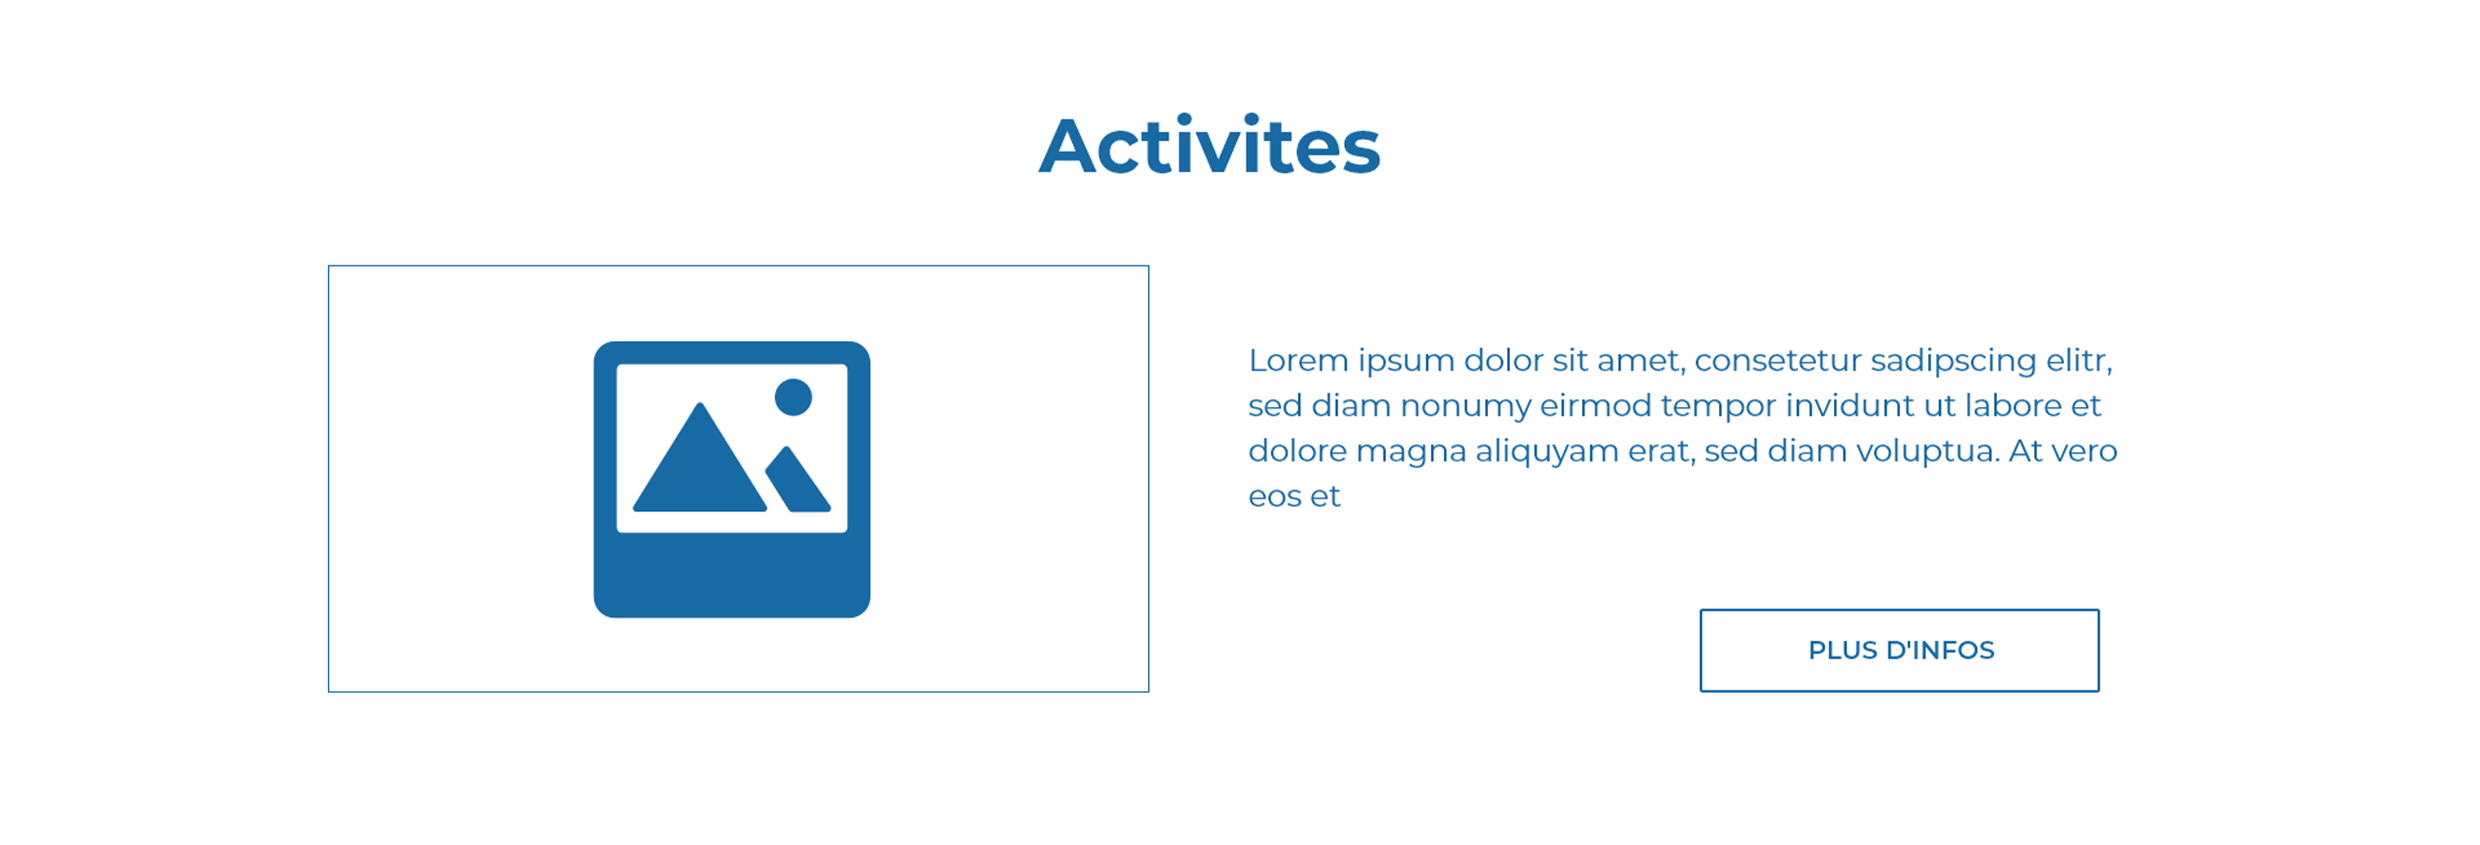 Activites
Lorem ipsum dolor sit amet, consetetur sadipscing elitr,
sed diam nonumy eirmod tempor invidunt ut labore et
dolore magna aliquyam erat, sed diam voluptua. At vero
eos et
PLUS D'INFOS